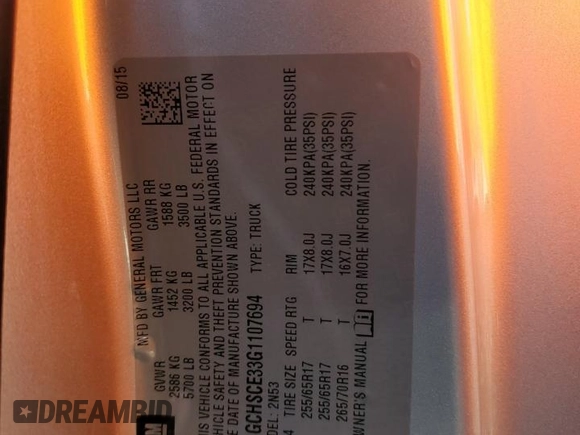 MFD BY GENERAL MOTORS LLC 08/15
GVWR GAWR FRT GAWR RR
2586 KG 1452 KG 1588 KG
5700 LB 3200 LB 3500 LB
VEHICLE CONFORMS TO ALL APPLICABLE U.S. FEDERAL MOTOR
SAFETY AND THEFT PREVENTION STANDARDS IN EFFECT ON
DATE OF MANUFACTURE SHOWN ABOVE.
GCHSCE33G1107694 TYPE: TRUCK
DEL: 2N53
TIRE SIZE SPEED RTG RIM COLD TIRE PRESSURE
255/65R17 T 17X8.0J 240KPA(35PSI)
255/65R17 T 17X8.0J 240KPA(35PSI)
265/70R16 T 16X7.0J 240KPA(35PSI)
OWNER'S MANUAL FOR MORE INFORMATION.
DREAMBID